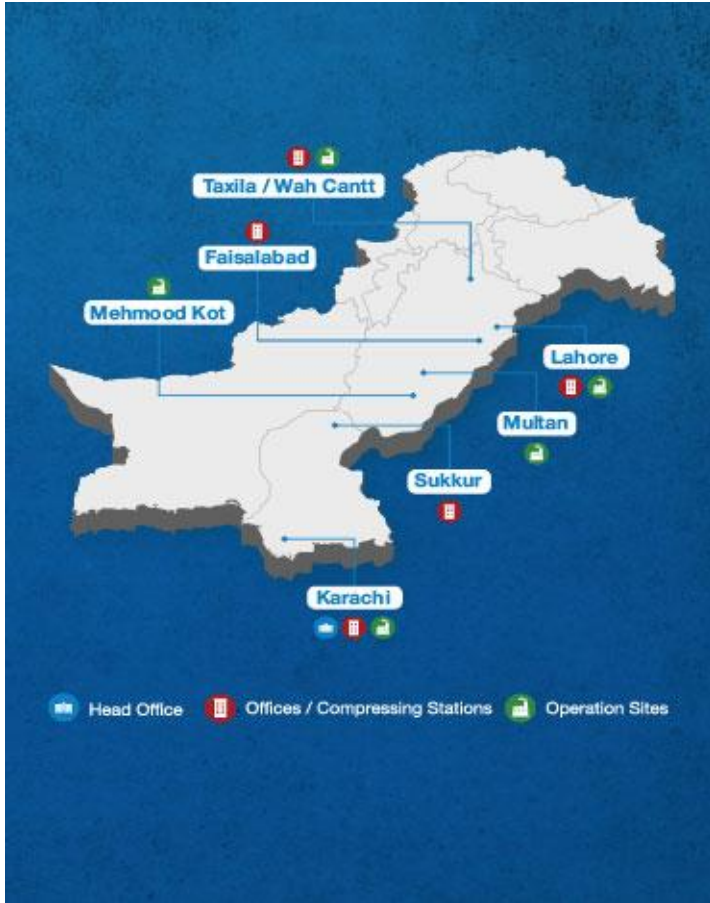 Taxila / Wah Cantt
Faisalabad
Mehmood Kot
Lahore
Multan
Sukkur
Karachi
Head Office
Offices / Compressing Stations
Operation Sites